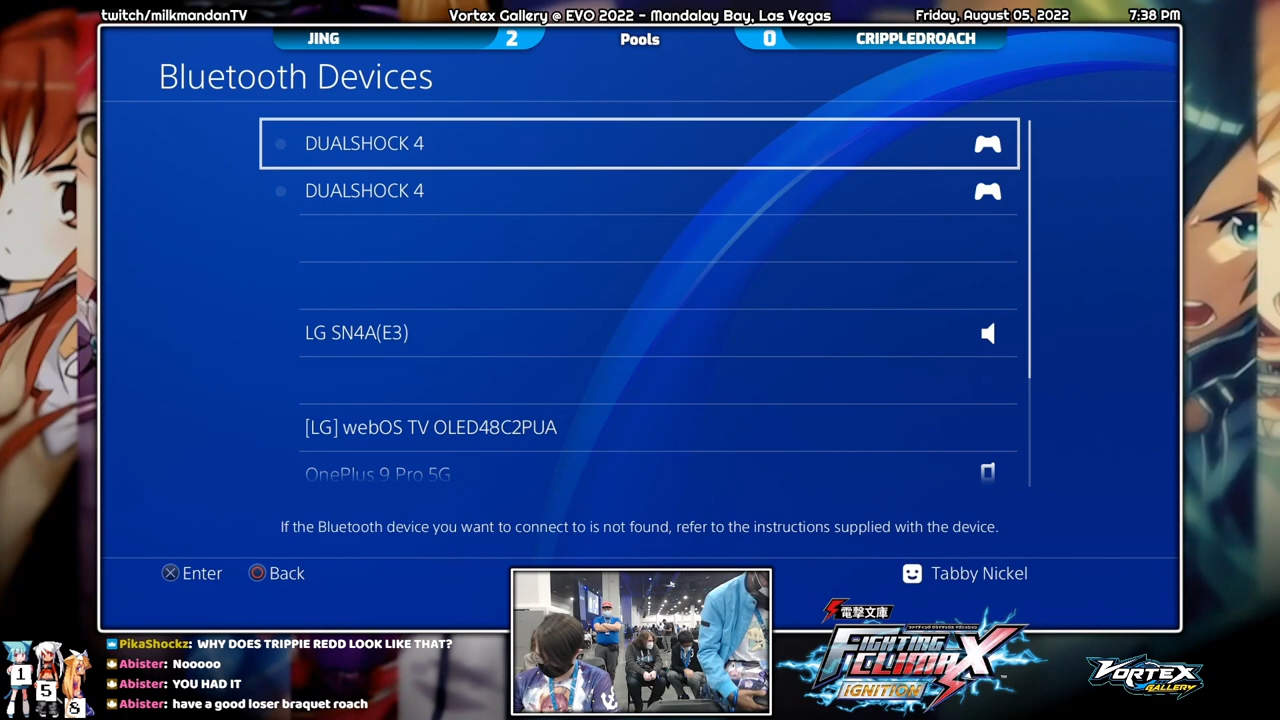 twitch/milkmandanTV
Vortex Gallery @ EVO 2022 - Mandalay Bay, Las Vegas
Friday, August 05, 2022
7:38 PM
JING
2
Pools
0
CRIPPLEDROACH
Bluetooth Devices
DUALSHOCK 4
DUALSHOCK 4
LG SN4A(E3)
[LG] webOS TV OLED48C2PUA
OnePlus 9 Pro 5G
If the Bluetooth device you want to connect to is not found, refer to the instructions supplied with the device.
Enter
Back
Tabby Nickel
PikaShockz: WHY DOES TRIPPIE REDD LOOK LIKE THAT?
Abister: Nooooo
Abister: YOU HAD IT
Abister: have a good loser braquet roach
1
5
8
電撃文庫
FIGHTING
CLIMAX
IGNITION
VORTEX
GALLERY